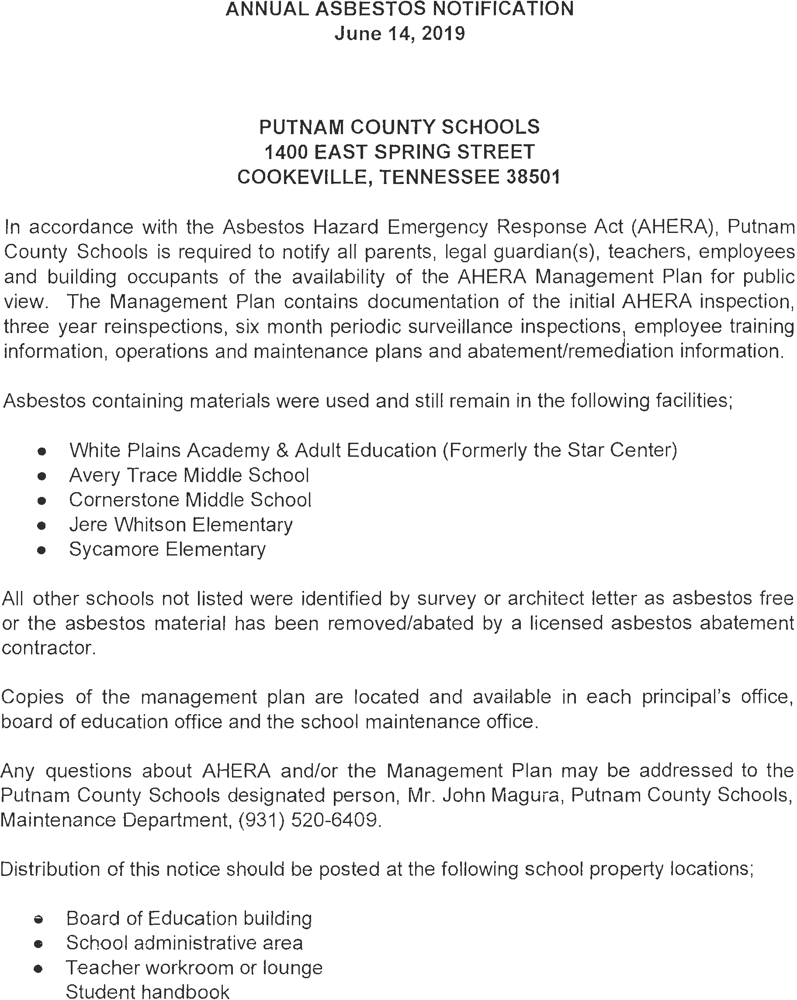 ANNUAL ASBESTOS NOTIFICATION
June 14, 2019
PUTNAM COUNTY SCHOOLS
1400 EAST SPRING STREET
COOKEVILLE, TENNESSEE 38501
In accordance with the Asbestos Hazard Emergency Response Act (AHERA), Putnam
County Schools is required to notify all parents, legal guardian(s), teachers, employees
and building occupants of the availability of the AHERA Management Plan for public
view. The Management Plan contains documentation of the initial AHERA inspection,
three year reinspections, six month periodic surveillance inspections, employee training
information, operations and maintenance plans and abatement/remediation information.
Asbestos containing materials were used and still remain in the following facilities;
• White Plains Academy & Adult Education (Formerly the Star Center)
• Avery Trace Middle School
• Cornerstone Middle School
• Jere Whitson Elementary
• Sycamore Elementary
All other schools not listed were identified by survey or architect letter as asbestos free
or the asbestos material has been removed/abated by a licensed asbestos abatement
contractor.
Copies of the management plan are located and available in each principal's office,
board of education office and the school maintenance office.
Any questions about AHERA and/or the Management Plan may be addressed to the
Putnam County Schools designated person, Mr. John Magura, Putnam County Schools,
Maintenance Department, (931) 520-6409.
Distribution of this notice should be posted at the following school property locations;
• Board of Education building
• School administrative area
• Teacher workroom or lounge
Student handbook